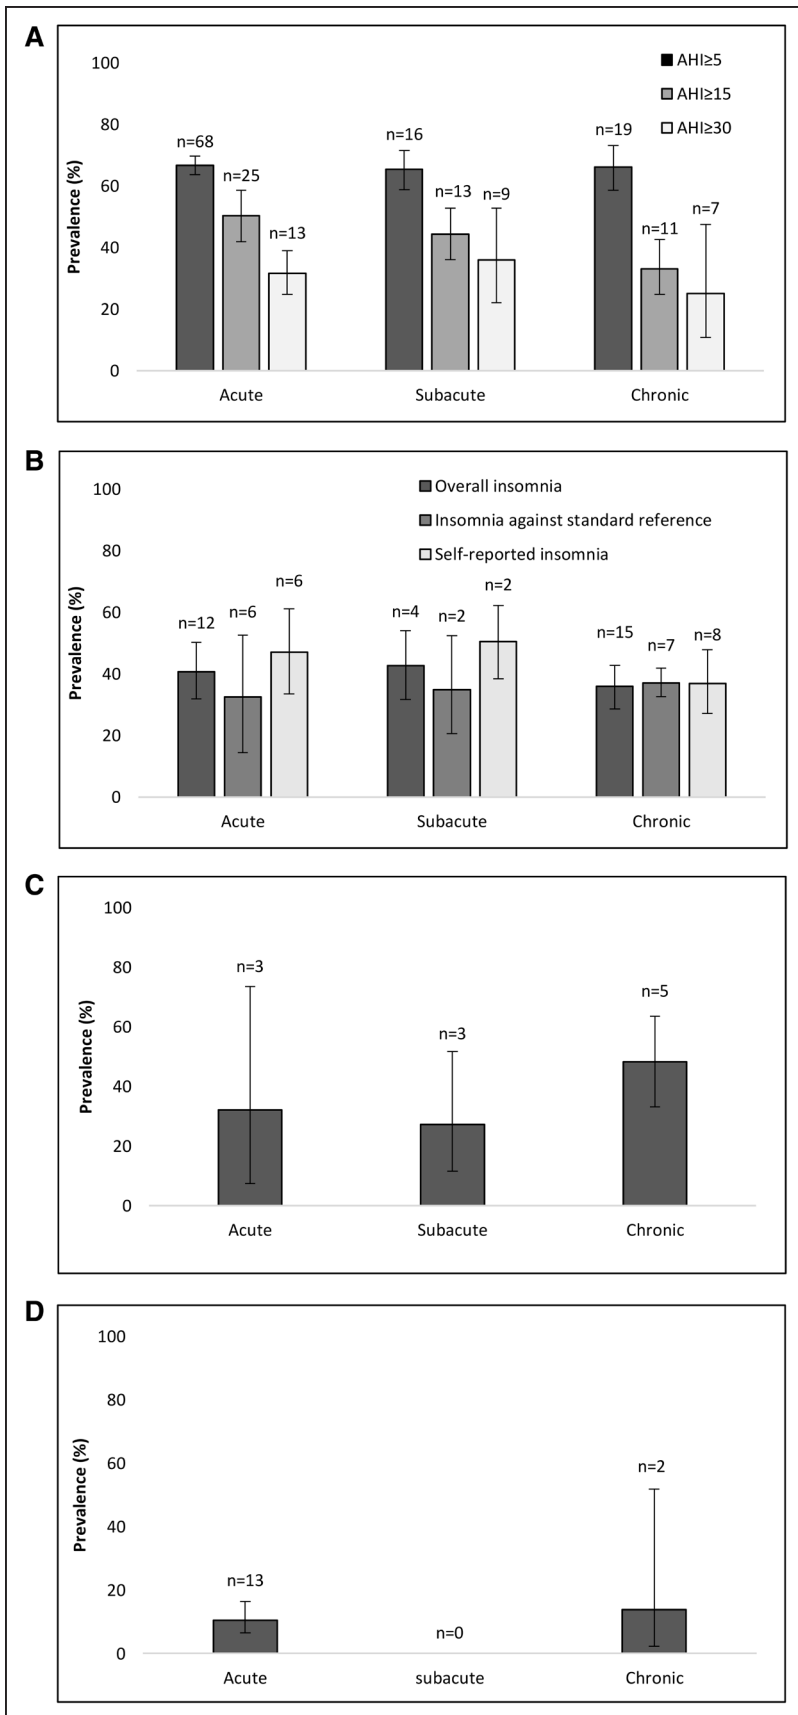 A
100
AHI≥5
AHI≥15
80
AHI≥30
n=68
n=16
n=19
n=25
n=13
n=9
n=7
60
n=13
n=11
40
20
0
Prevalence (%)
Acute
Subacute
Chronic
B
100
Overall insomnia
Insomnia against standard reference
80
Self-reported insomnia
n=6
n=2
60
n=12
n=6
n=4
n=2
n=15
n=7
n=8
40
20
0
Prevalence (%)
Acute
Subacute
Chronic
C
100
80
n=3
n=5
60
n=3
40
20
0
Prevalence (%)
Acute
Subacute
Chronic
D
100
80
60
n=2
40
20
n=13
n=0
0
Prevalence (%)
Acute
subacute
Chronic